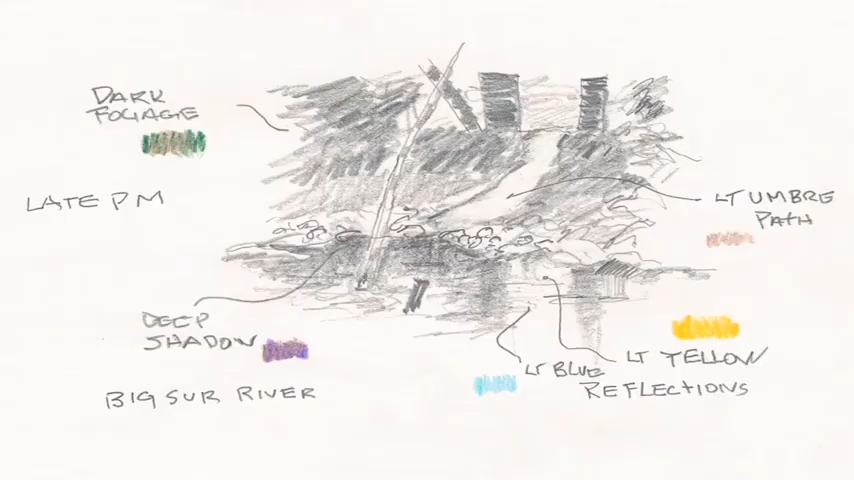 DARK
FOLIAGE
LATE PM
LT UMBRE
PATH
DEEP
SHADOW
LT YELLOW
LT BLUE
REFLECTIONS
BIG SUR RIVER